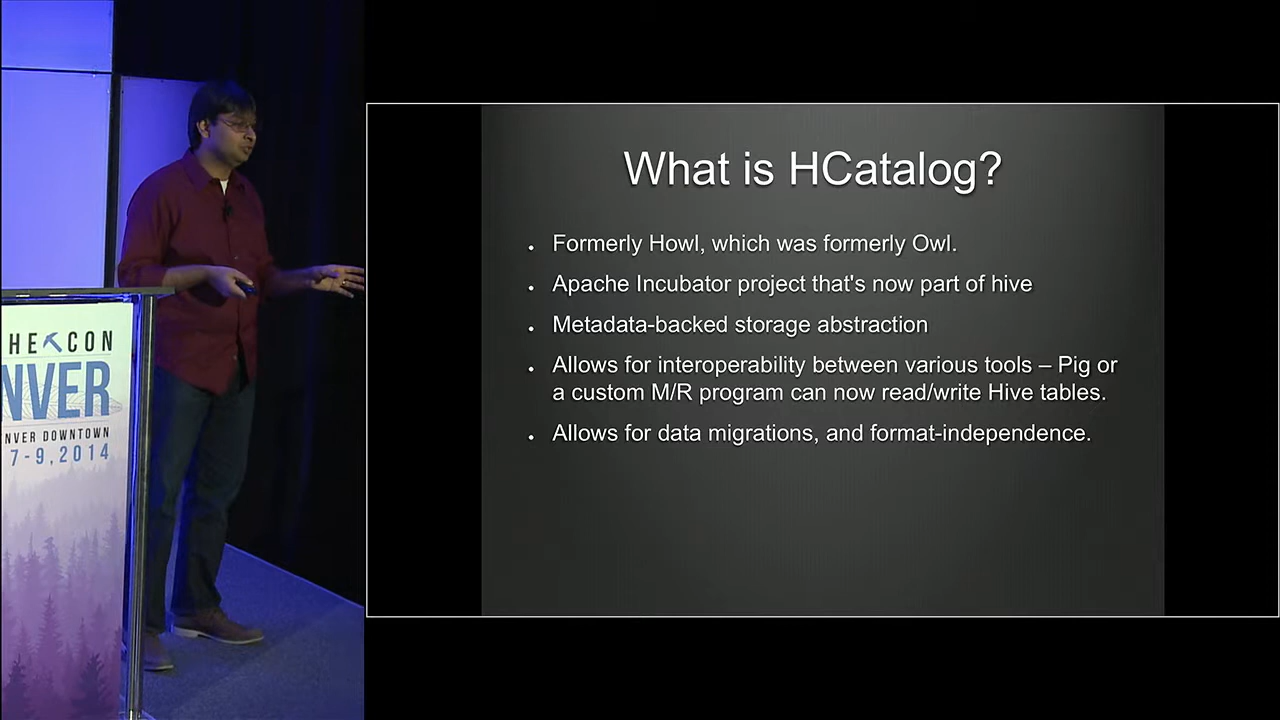 HE CON
NVER
NVER DOWNTOWN
7-9, 2014
What is HCatalog?
Formerly Howl, which was formerly Owl.
Apache Incubator project that's now part of hive
Metadata-backed storage abstraction
Allows for interoperability between various tools – Pig or
a custom M/R program can now read/write Hive tables.
Allows for data migrations, and format-independence.